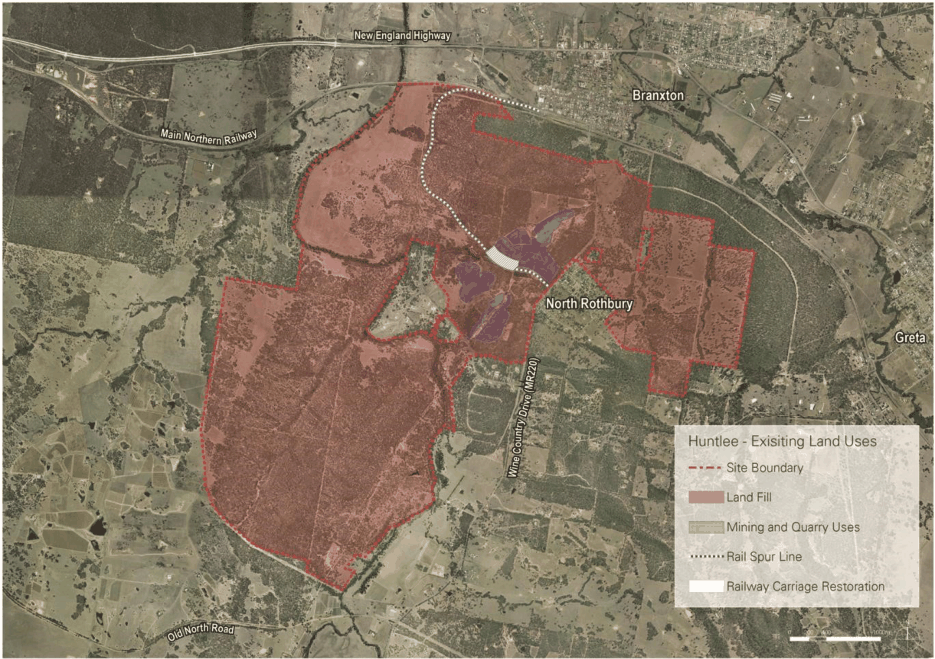 New England Highway
Branxton
Main Northern Railway
North Rothbury
Greta
Wine Country Drive (MR220)
Huntlee - Exisiting Land Uses
Site Boundary
Land Fill
Mining and Quarry Uses
Rail Spur Line
Railway Carriage Restoration
Old North Road